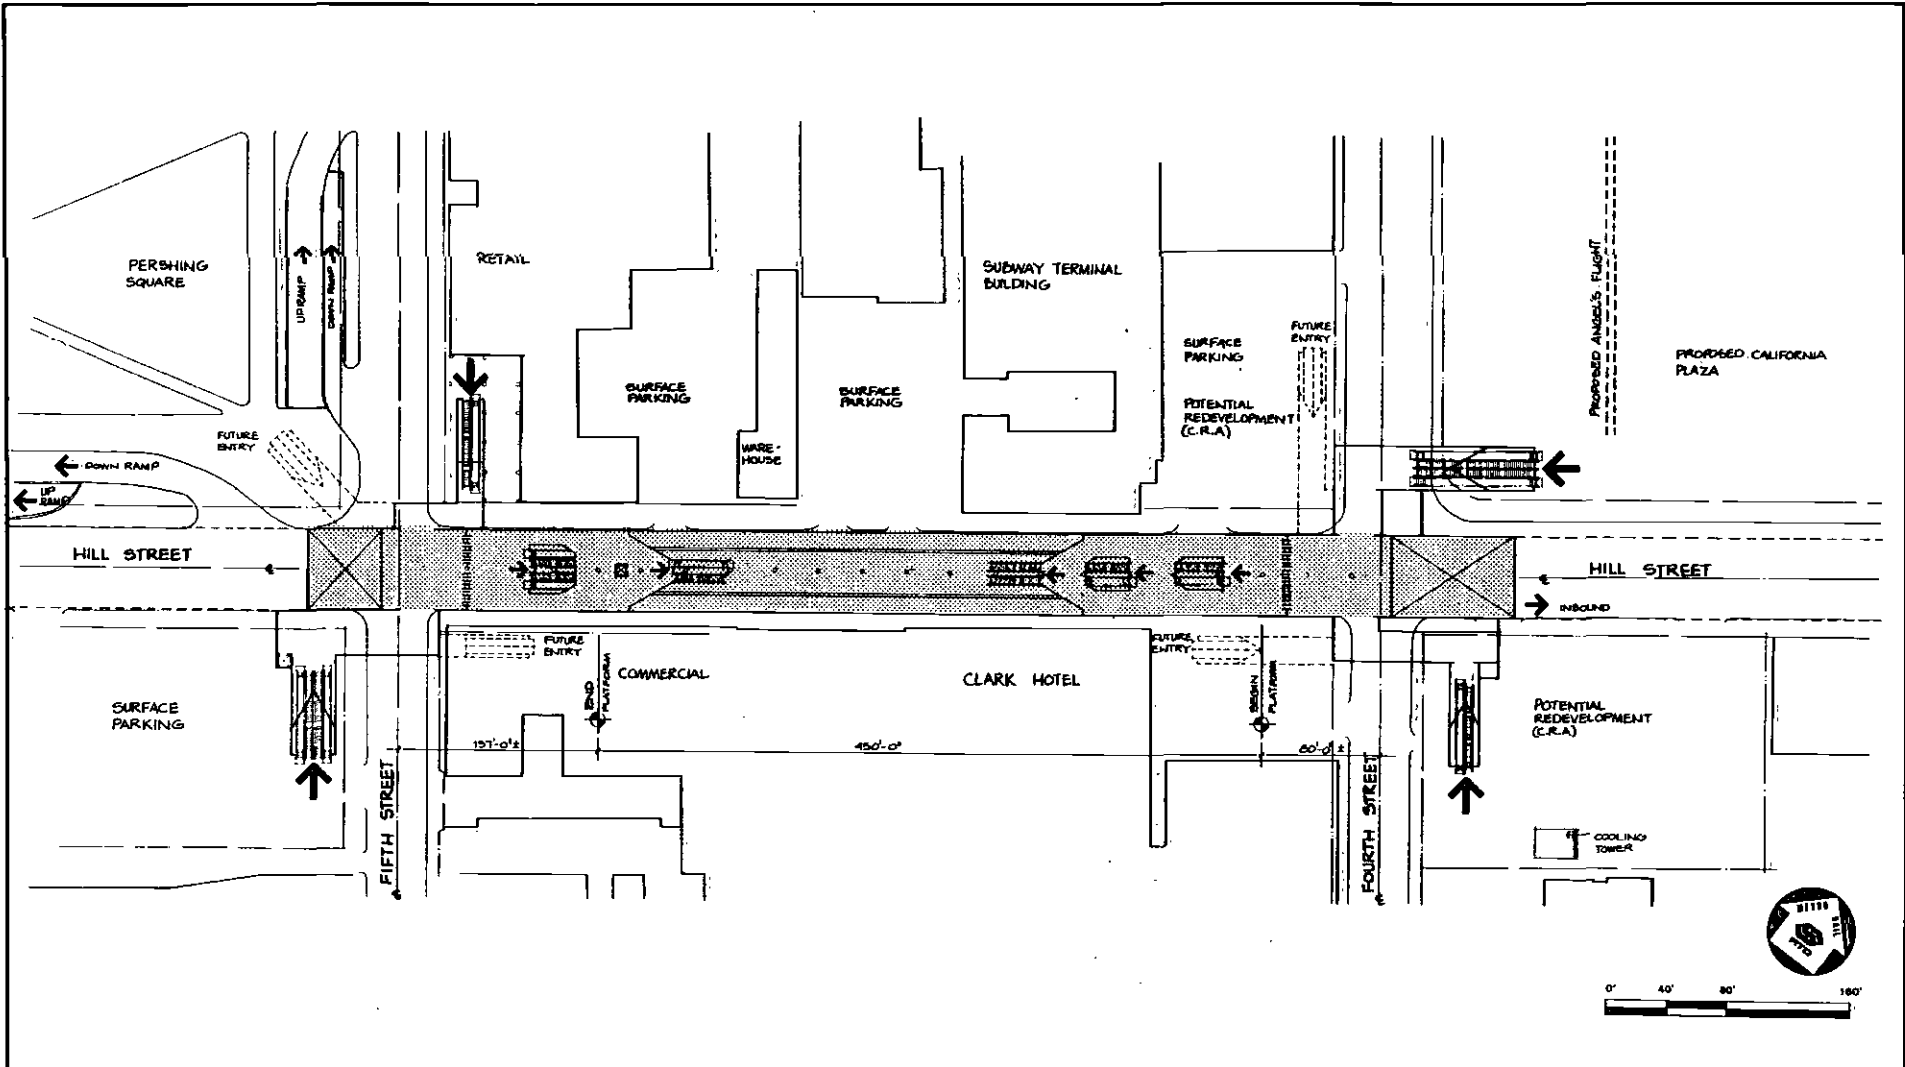 PERSHING
SQUARE
UP RAMP
DOWN RAMP
RETAIL
SUBWAY TERMINAL
BUILDING
PROPOSED ANGEL'S FLIGHT
PROPOSED CALIFORNIA
PLAZA
FUTURE
ENTRY
SURFACE
PARKING
SURFACE
PARKING
SURFACE
PARKING
POTENTIAL
REDEVELOPMENT
(C.R.A)
FUTURE
ENTRY
WARE-
HOUSE
DOWN RAMP
UP
RAMP
HILL STREET
HILL STREET
INBOUND
FUTURE
ENTRY
FUTURE
ENTRY
END
PLATFORM
COMMERCIAL
CLARK HOTEL
BEGIN
PLATFORM
SURFACE
PARKING
POTENTIAL
REDEVELOPMENT
(C.R.A)
450'-0"
80'-0" ±
FIFTH STREET
FOURTH STREET
COOLING
TOWER
METRO
RAIL
RTD
0'
40'
80'
160'